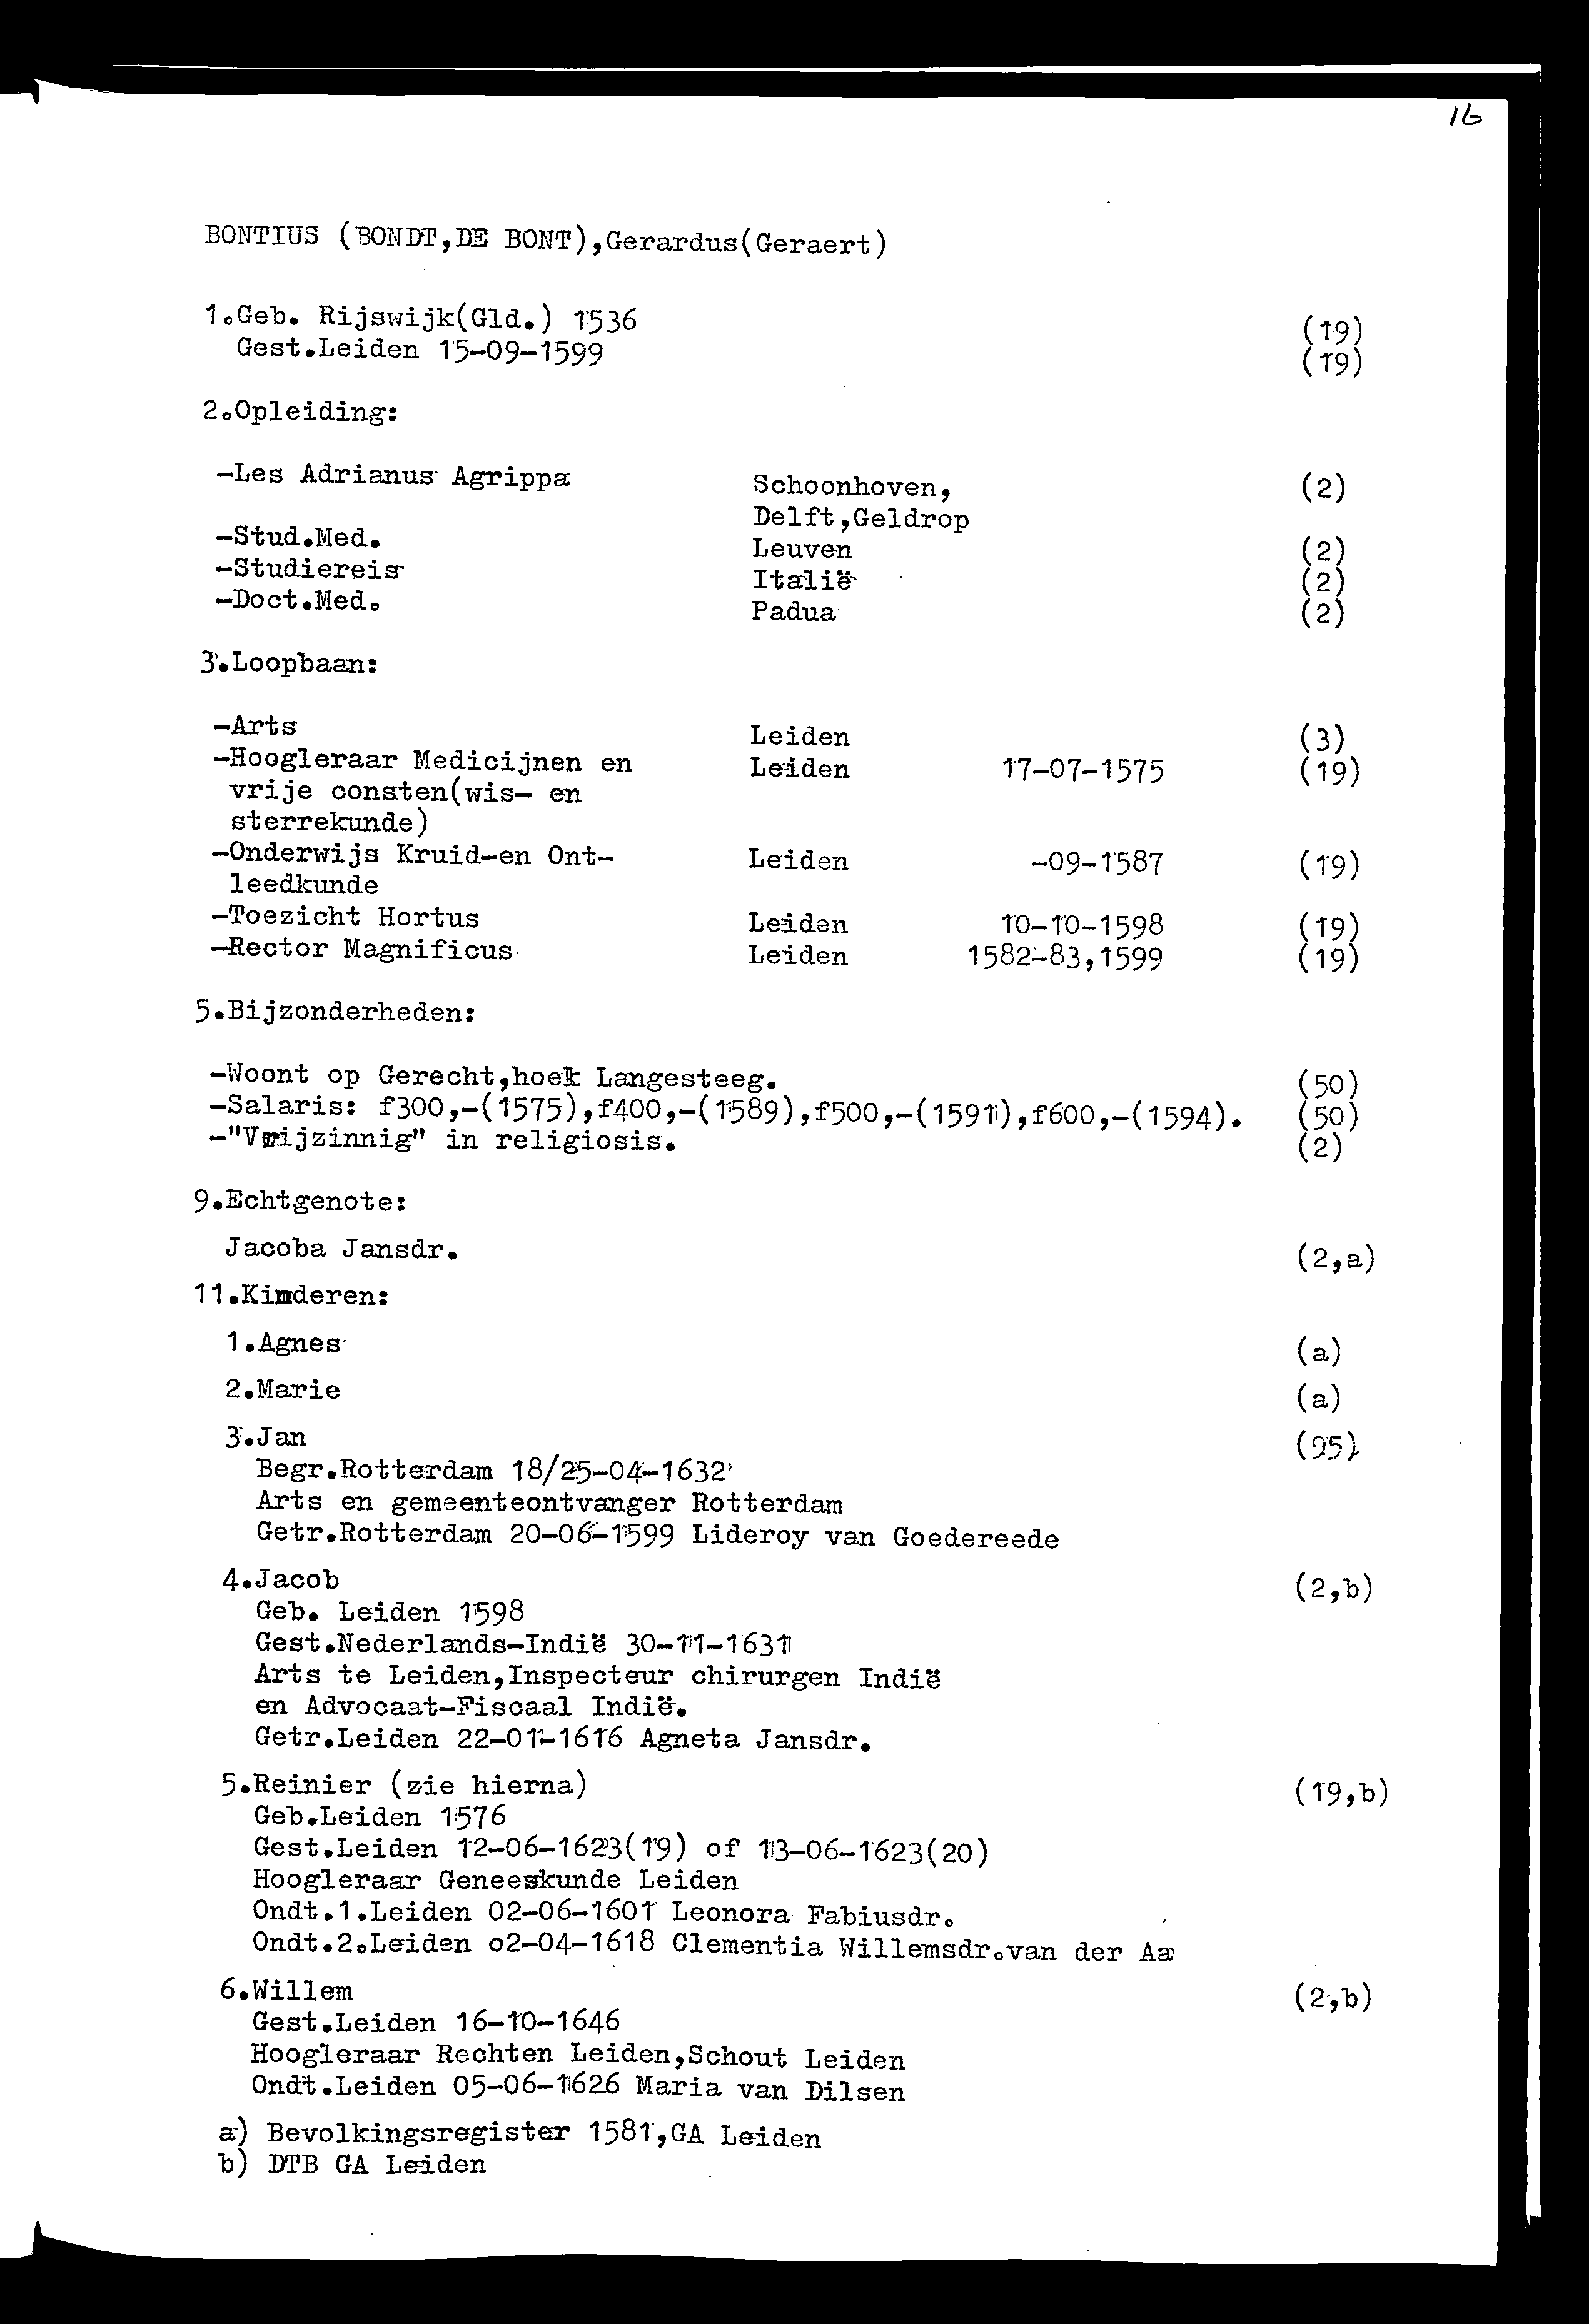 16
BONTIUS (BONDT,DE BONT),Gerardus(Geraert)
1.Geb. Rijswijk(Gld.) 1536 (19)
Gest.Leiden 15-09-1599 (19)
2.Opleiding:
-Les Adrianus Agrippa Schoonhoven, (2)
Delft,Geldrop
-Stud.Med. Leuven (2)
-Studiereis Italië (2)
-Doct.Med. Padua (2)
3.Loopbaan:
-Arts Leiden (3)
-Hoogleraar Medicijnen en Leiden 17-07-1575 (19)
vrije consten(wis- en
sterrekunde)
-Onderwijs Kruid-en Ont- Leiden -09-1587 (19)
leedkunde
-Toezicht Hortus Leiden 10-10-1598 (19)
-Rector Magnificus Leiden 1582-83,1599 (19)
5.Bijzonderheden:
-Woont op Gerecht,hoek Langesteeg. (50)
-Salaris: f300,-(1575),f400,-(1589),f500,-(1591),f600,-(1594). (50)
-"Vrijzinnig" in religiosis. (2)
9.Echtgenote:
Jacoba Jansdr. (2,a)
11.Kinderen:
1.Agnes (a)
2.Marie (a)
3.Jan (95)
Begr.Rotterdam 18/25-04-1632
Arts en gemeenteontvanger Rotterdam
Getr.Rotterdam 20-06-1599 Lideroy van Goedereede
4.Jacob (2,b)
Geb. Leiden 1598
Gest.Nederlands-Indië 30-11-1631
Arts te Leiden,Inspecteur chirurgen Indië
en Advocaat-Fiscaal Indië.
Getr.Leiden 22-01-1616 Agneta Jansdr.
5.Reinier (zie hierna) (19,b)
Geb.Leiden 1576
Gest.Leiden 12-06-1623(19) of 13-06-1623(20)
Hoogleraar Geneeskunde Leiden
Ondt.1.Leiden 02-06-1601 Leonora Fabiusdr.
Ondt.2.Leiden o2-04-1618 Clementia Willemsdr.van der Aa
6.Willem (2,b)
Gest.Leiden 16-10-1646
Hoogleraar Rechten Leiden,Schout Leiden
Ondt.Leiden 05-06-1626 Maria van Dilsen
a) Bevolkingsregister 1581,GA Leiden
b) DTB GA Leiden